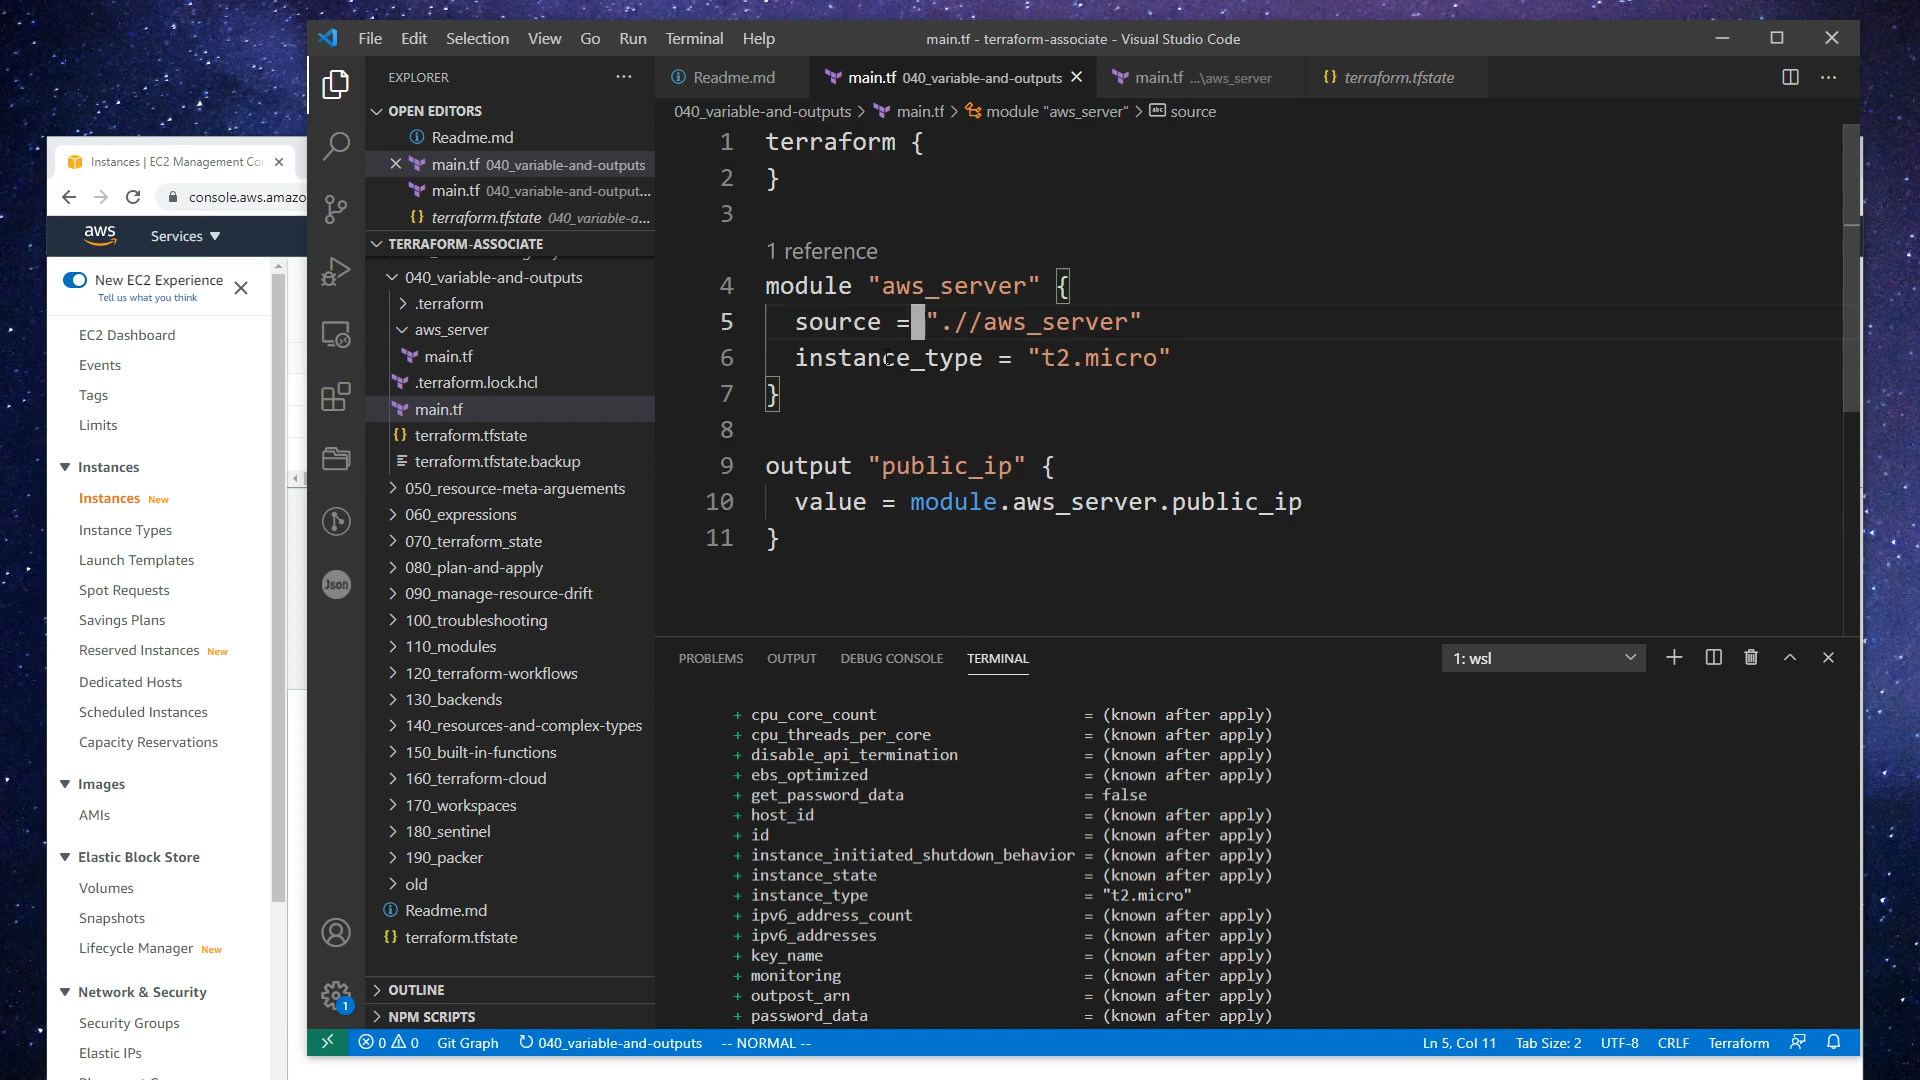 File Edit Selection View Go Run Terminal Help
main.tf - terraform-associate - Visual Studio Code
EXPLORER
OPEN EDITORS
Readme.md
main.tf 040_variable-and-outputs
main.tf 040_variable-and-output...
terraform.tfstate 040_variable-a...
TERRAFORM-ASSOCIATE
040_variable-and-outputs
.terraform
aws_server
main.tf
.terraform.lock.hcl
main.tf
terraform.tfstate
terraform.tfstate.backup
050_resource-meta-arguements
060_expressions
070_terraform_state
080_plan-and-apply
090_manage-resource-drift
100_troubleshooting
110_modules
120_terraform-workflows
130_backends
140_resources-and-complex-types
150_built-in-functions
160_terraform-cloud
170_workspaces
180_sentinel
190_packer
old
Readme.md
terraform.tfstate
OUTLINE
NPM SCRIPTS
Json
1
Readme.md
main.tf 040_variable-and-outputs
main.tf ...\aws_server
terraform.tfstate
040_variable-and-outputs > main.tf > module "aws_server" > source
1 terraform {
2 }
3
1 reference
4 module "aws_server" {
5 source = ".//aws_server"
6 instance_type = "t2.micro"
7 }
8
9 output "public_ip" {
10 value = module.aws_server.public_ip
11 }
PROBLEMS OUTPUT DEBUG CONSOLE TERMINAL
1: wsl
+ cpu_core_count = (known after apply)
+ cpu_threads_per_core = (known after apply)
+ disable_api_termination = (known after apply)
+ ebs_optimized = (known after apply)
+ get_password_data = false
+ host_id = (known after apply)
+ id = (known after apply)
+ instance_initiated_shutdown_behavior = (known after apply)
+ instance_state = (known after apply)
+ instance_type = "t2.micro"
+ ipv6_address_count = (known after apply)
+ ipv6_addresses = (known after apply)
+ key_name = (known after apply)
+ monitoring = (known after apply)
+ outpost_arn = (known after apply)
+ password_data = (known after apply)
0 0 Git Graph 040_variable-and-outputs -- NORMAL --
Ln 5, Col 11 Tab Size: 2 UTF-8 CRLF Terraform
Instances | EC2 Management Co
console.aws.amazo
aws Services
New EC2 Experience
Tell us what you think
EC2 Dashboard
Events
Tags
Limits
Instances
Instances New
Instance Types
Launch Templates
Spot Requests
Savings Plans
Reserved Instances New
Dedicated Hosts
Scheduled Instances
Capacity Reservations
Images
AMIs
Elastic Block Store
Volumes
Snapshots
Lifecycle Manager New
Network & Security
Security Groups
Elastic IPs